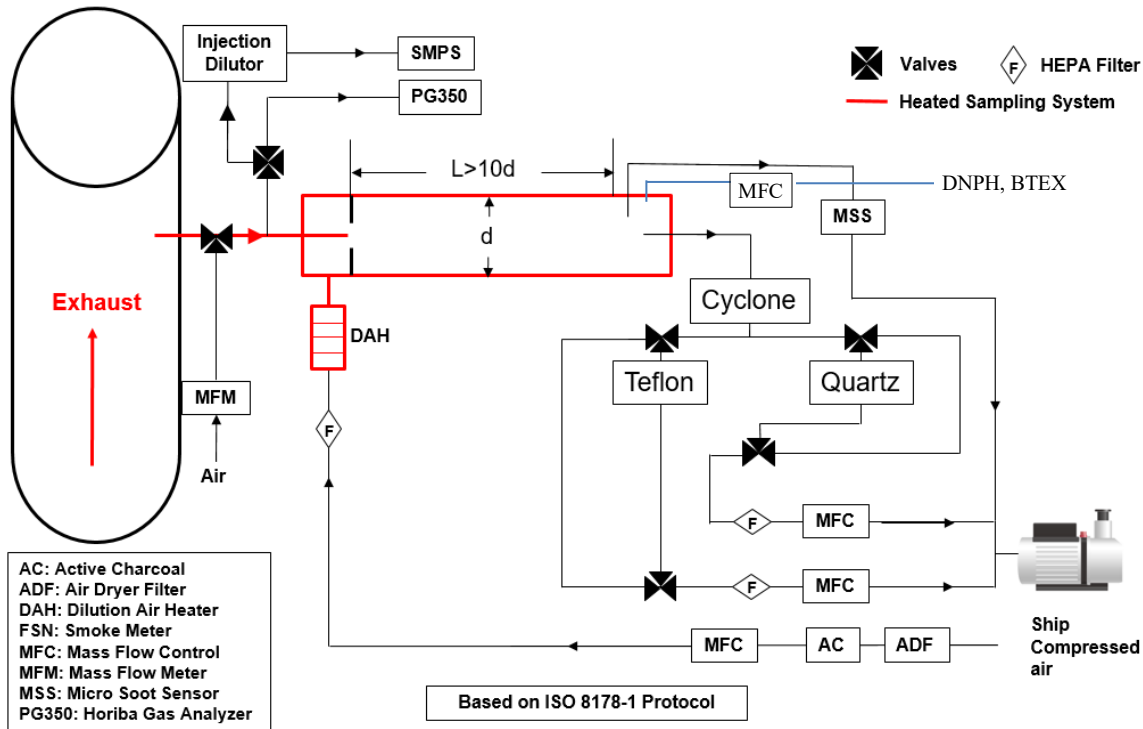 Injection
Dilutor
SMPS
PG350
Valves
F
HEPA Filter
Heated Sampling System
L>10d
MFC
DNPH, BTEX
MSS
d
Exhaust
Cyclone
DAH
Teflon
Quartz
MFM
F
Air
F
MFC
F
MFC
Ship
Compressed
air
MFC
AC
ADF
AC: Active Charcoal
ADF: Air Dryer Filter
DAH: Dilution Air Heater
FSN: Smoke Meter
MFC: Mass Flow Control
MFM: Mass Flow Meter
MSS: Micro Soot Sensor
PG350: Horiba Gas Analyzer
Based on ISO 8178-1 Protocol